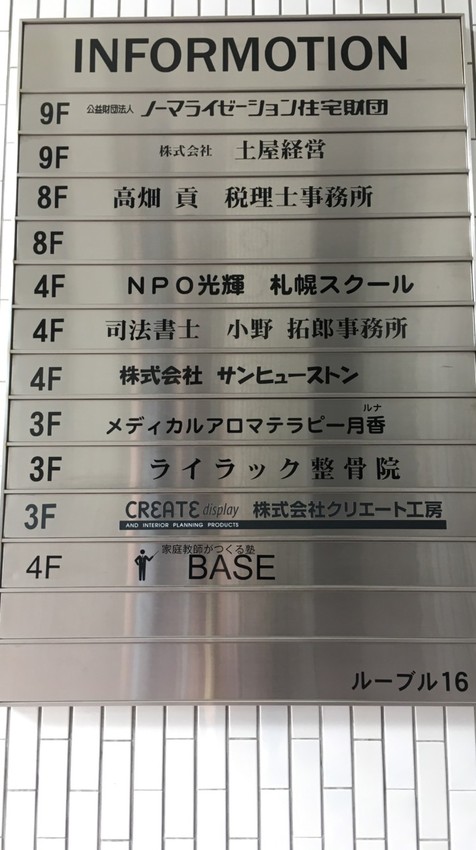 INFORMOTION
9F 公益財団法人 ノーマライゼーション住宅財団
9F 株式会社 土屋経営
8F 高畑 貢 税理士事務所
8F
4F NPO光輝 札幌スクール
4F 司法書士 小野 拓郎事務所
4F 株式会社 サンヒューストン
ルナ
3F メディカルアロマテラピー月香
3F ライラック整骨院
3F CREATE display 株式会社クリエート工房
AND INTERIOR PLANNING PRODUCTS
家庭教師がつくる塾
4F BASE
ルーブル16